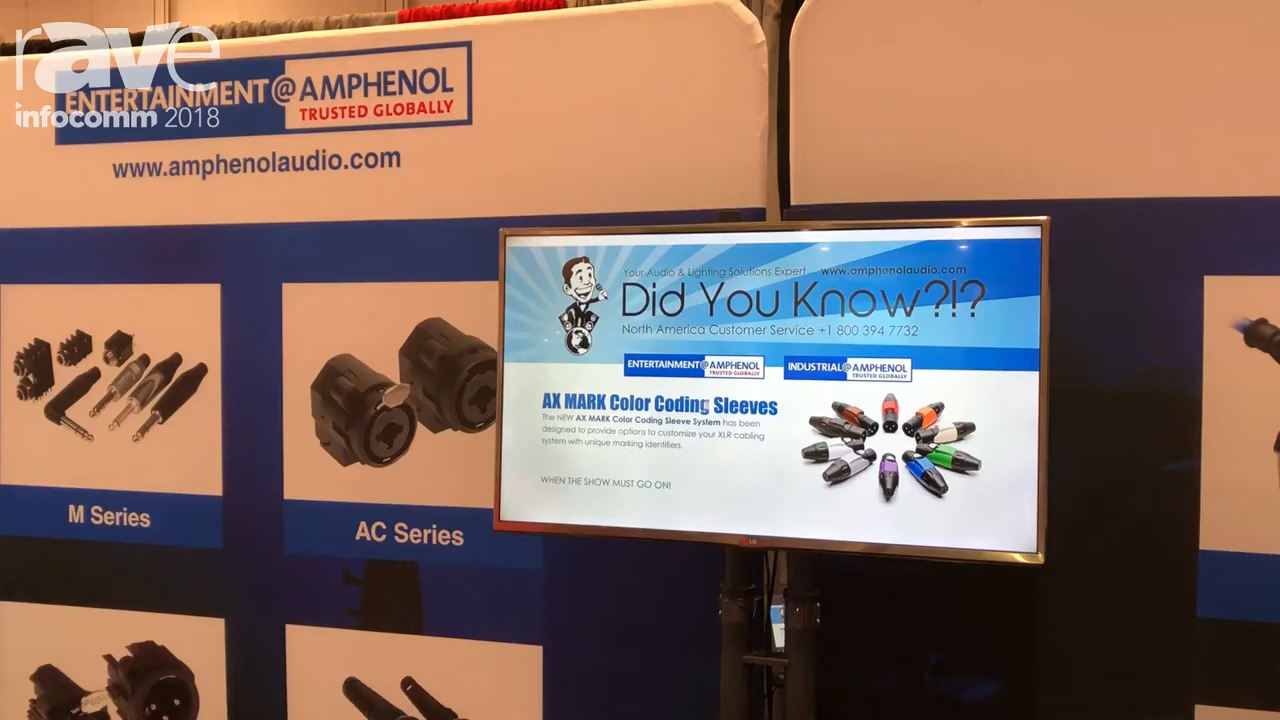 rave
infocomm 2018
ENTERTAINMENT@AMPHENOL
TRUSTED GLOBALLY
www.amphenolaudio.com
M Series
AC Series
Your Audio & Lighting Solutions Expert www.amphenolaudio.com
Did You Know?!?
North America Customer Service +1 800 394 7732
ENTERTAINMENT@AMPHENOL
TRUSTED GLOBALLY
INDUSTRIAL@AMPHENOL
TRUSTED GLOBALLY
AX MARK Color Coding Sleeves
The NEW AX MARK Color Coding Sleeve System has been
designed to provide options to customize your XLR cabling
system with unique marking identifiers.
WHEN THE SHOW MUST GO ON!
LG